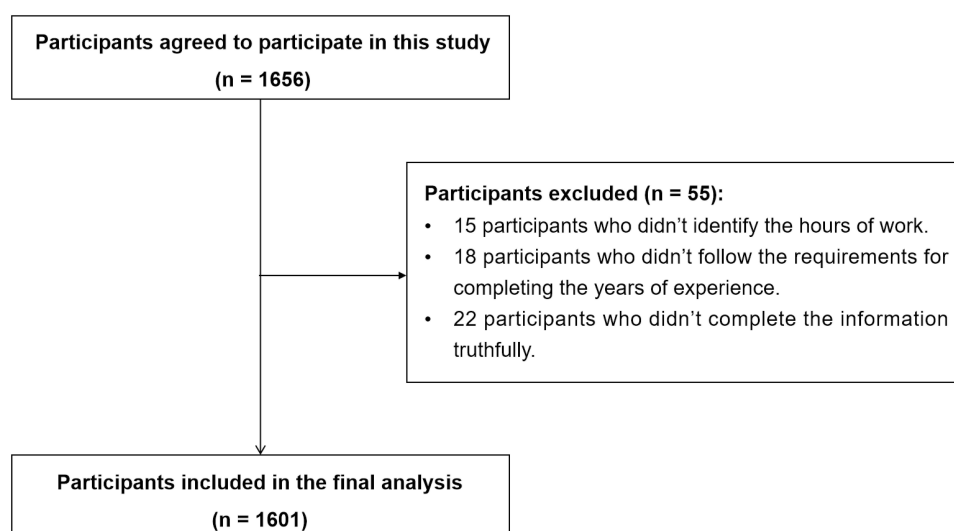 Participants agreed to participate in this study
(n = 1656)
Participants excluded (n = 55):
• 15 participants who didn’t identify the hours of work.
• 18 participants who didn’t follow the requirements for
completing the years of experience.
• 22 participants who didn’t complete the information
truthfully.
Participants included in the final analysis
(n = 1601)